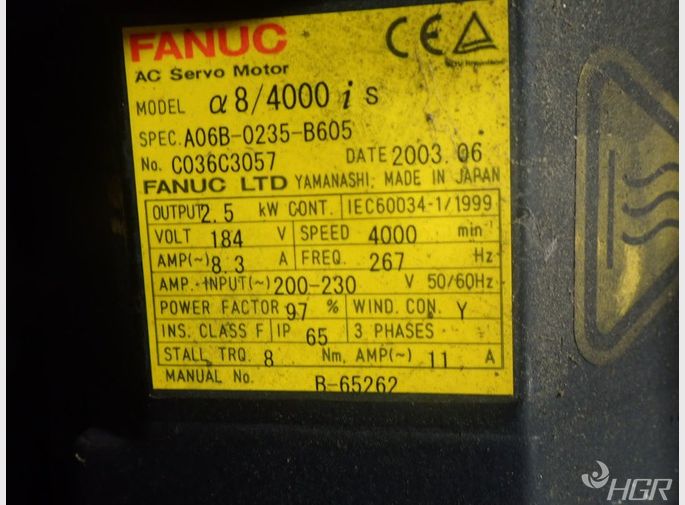 FANUC CE
AC Servo Motor
MODEL α8/4000 i s
SPEC. A06B-0235-B605
No. C036C3057 DATE 2003.06
FANUC LTD YAMANASHI, MADE IN JAPAN
OUTPUT 2.5 kW CONT. IEC60034-1/1999
VOLT 184 V SPEED 4000 min⁻¹
AMP(~) 8.3 A FREQ. 267 Hz
AMP. INPUT(~) 200-230 V 50/60Hz
POWER FACTOR 97 % WIND. CON. Y
INS. CLASS F IP 65 3 PHASES
STALL TRQ. 8 Nm, AMP(~) 11 A
MANUAL No. B-65262
HGR